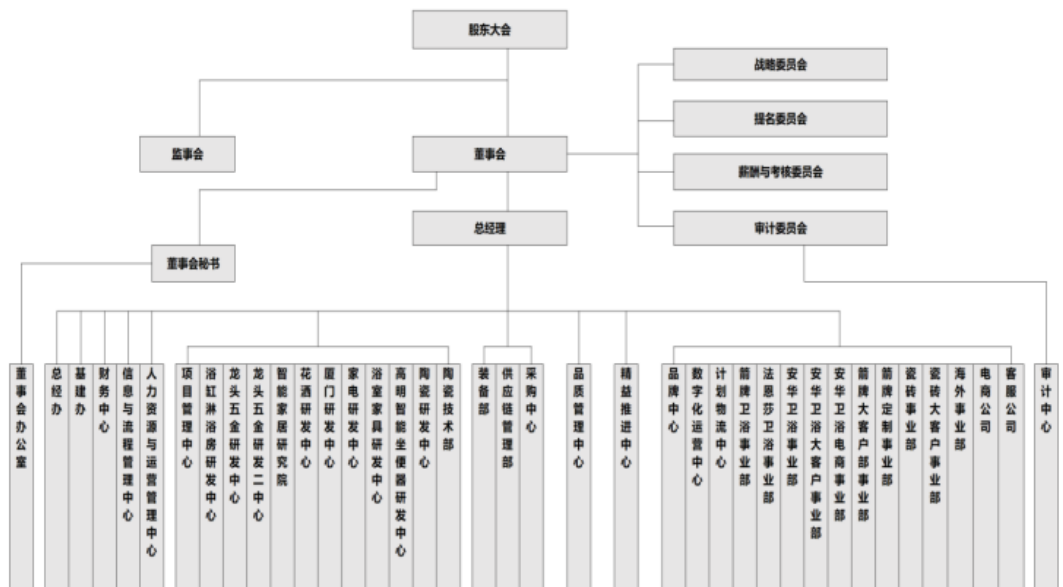 股东大会
战略委员会
提名委员会
监事会
董事会
薪酬与考核委员会
总经理
审计委员会
董事会秘书
董事会办公室
总经办
基建办
财务中心
信息与流程管理中心
人力资源与运营管理中心
项目管理中心
浴缸淋浴房研发中心
龙头五金研发中心
龙头五金研发二中心
智能家居研究院
花洒研发中心
厦门研发中心
家电研发中心
浴室家具研发中心
高明智能坐便器研发中心
陶瓷研发中心
陶瓷技术部
装备部
供应链管理部
采购中心
品质管理中心
精益推进中心
品牌中心
数字化运营中心
计划物流中心
箭牌卫浴事业部
法恩莎卫浴事业部
安华卫浴事业部
安华卫浴大客户事业部
安华卫浴电商事业部
箭牌大客户部事业部
箭牌定制事业部
瓷砖事业部
瓷砖大客户事业部
海外事业部
电商公司
客服公司
审计中心